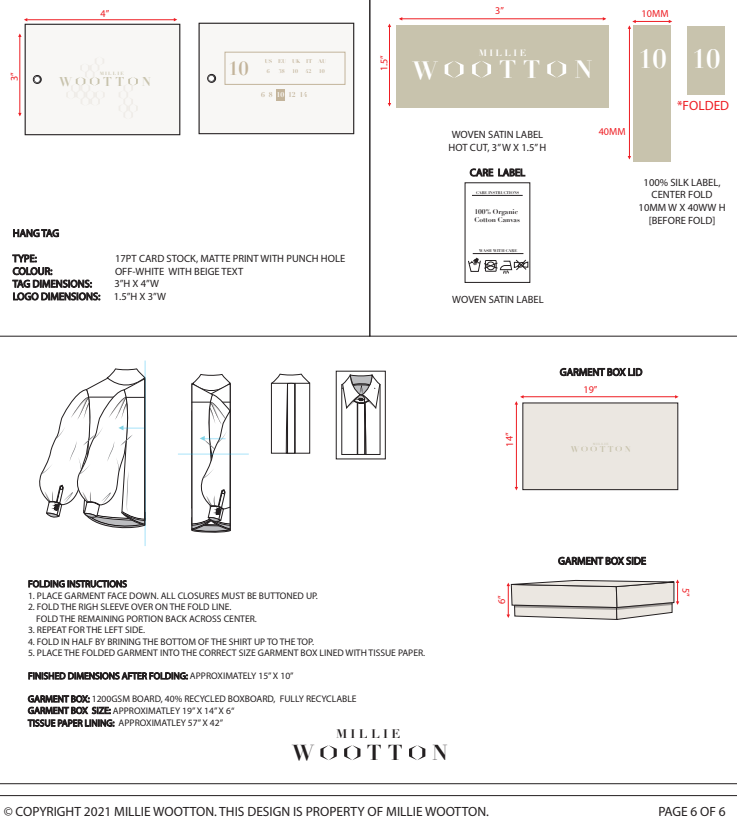 4"
3"
MILLIE
WOOTTON
10
US EU UK IT AU
6 38 10 42 10
6 8 10 12 14
3"
1.5"
MILLIE
WOOTTON
WOVEN SATIN LABEL
HOT CUT, 3" W X 1.5" H
10MM
40MM
10
10
*FOLDED
100% SILK LABEL,
CENTER FOLD
10MM W X 40WW H
[BEFORE FOLD]
CARE LABEL
CARE INSTRUCTIONS
100% Organic
Cotton Canvas
WASH WITH CARE
WOVEN SATIN LABEL
HANG TAG
TYPE: 17PT CARD STOCK, MATTE PRINT WITH PUNCH HOLE
COLOUR: OFF-WHITE WITH BEIGE TEXT
TAG DIMENSIONS: 3"H X 4"W
LOGO DIMENSIONS: 1.5"H X 3"W
GARMENT BOX LID
19"
14"
MILLIE
WOOTTON
GARMENT BOX SIDE
6"
5"
FOLDING INSTRUCTIONS
1. PLACE GARMENT FACE DOWN. ALL CLOSURES MUST BE BUTTONED UP.
2. FOLD THE RIGH SLEEVE OVER ON THE FOLD LINE.
FOLD THE REMAINING PORTION BACK ACROSS CENTER.
3. REPEAT FOR THE LEFT SIDE.
4. FOLD IN HALF BY BRINING THE BOTTOM OF THE SHIRT UP TO THE TOP.
5. PLACE THE FOLDED GARMENT INTO THE CORRECT SIZE GARMENT BOX LINED WITH TISSUE PAPER.
FINISHED DIMENSIONS AFTER FOLDING: APPROXIMATELY 15" X 10"
GARMENT BOX: 1200GSM BOARD, 40% RECYCLED BOXBOARD, FULLY RECYCLABLE
GARMENT BOX SIZE: APPROXIMATLEY 19" X 14" X 6"
TISSUE PAPER LINING: APPROXIMATLEY 57" X 42"
MILLIE
WOOTTON
© COPYRIGHT 2021 MILLIE WOOTTON. THIS DESIGN IS PROPERTY OF MILLIE WOOTTON.
PAGE 6 OF 6